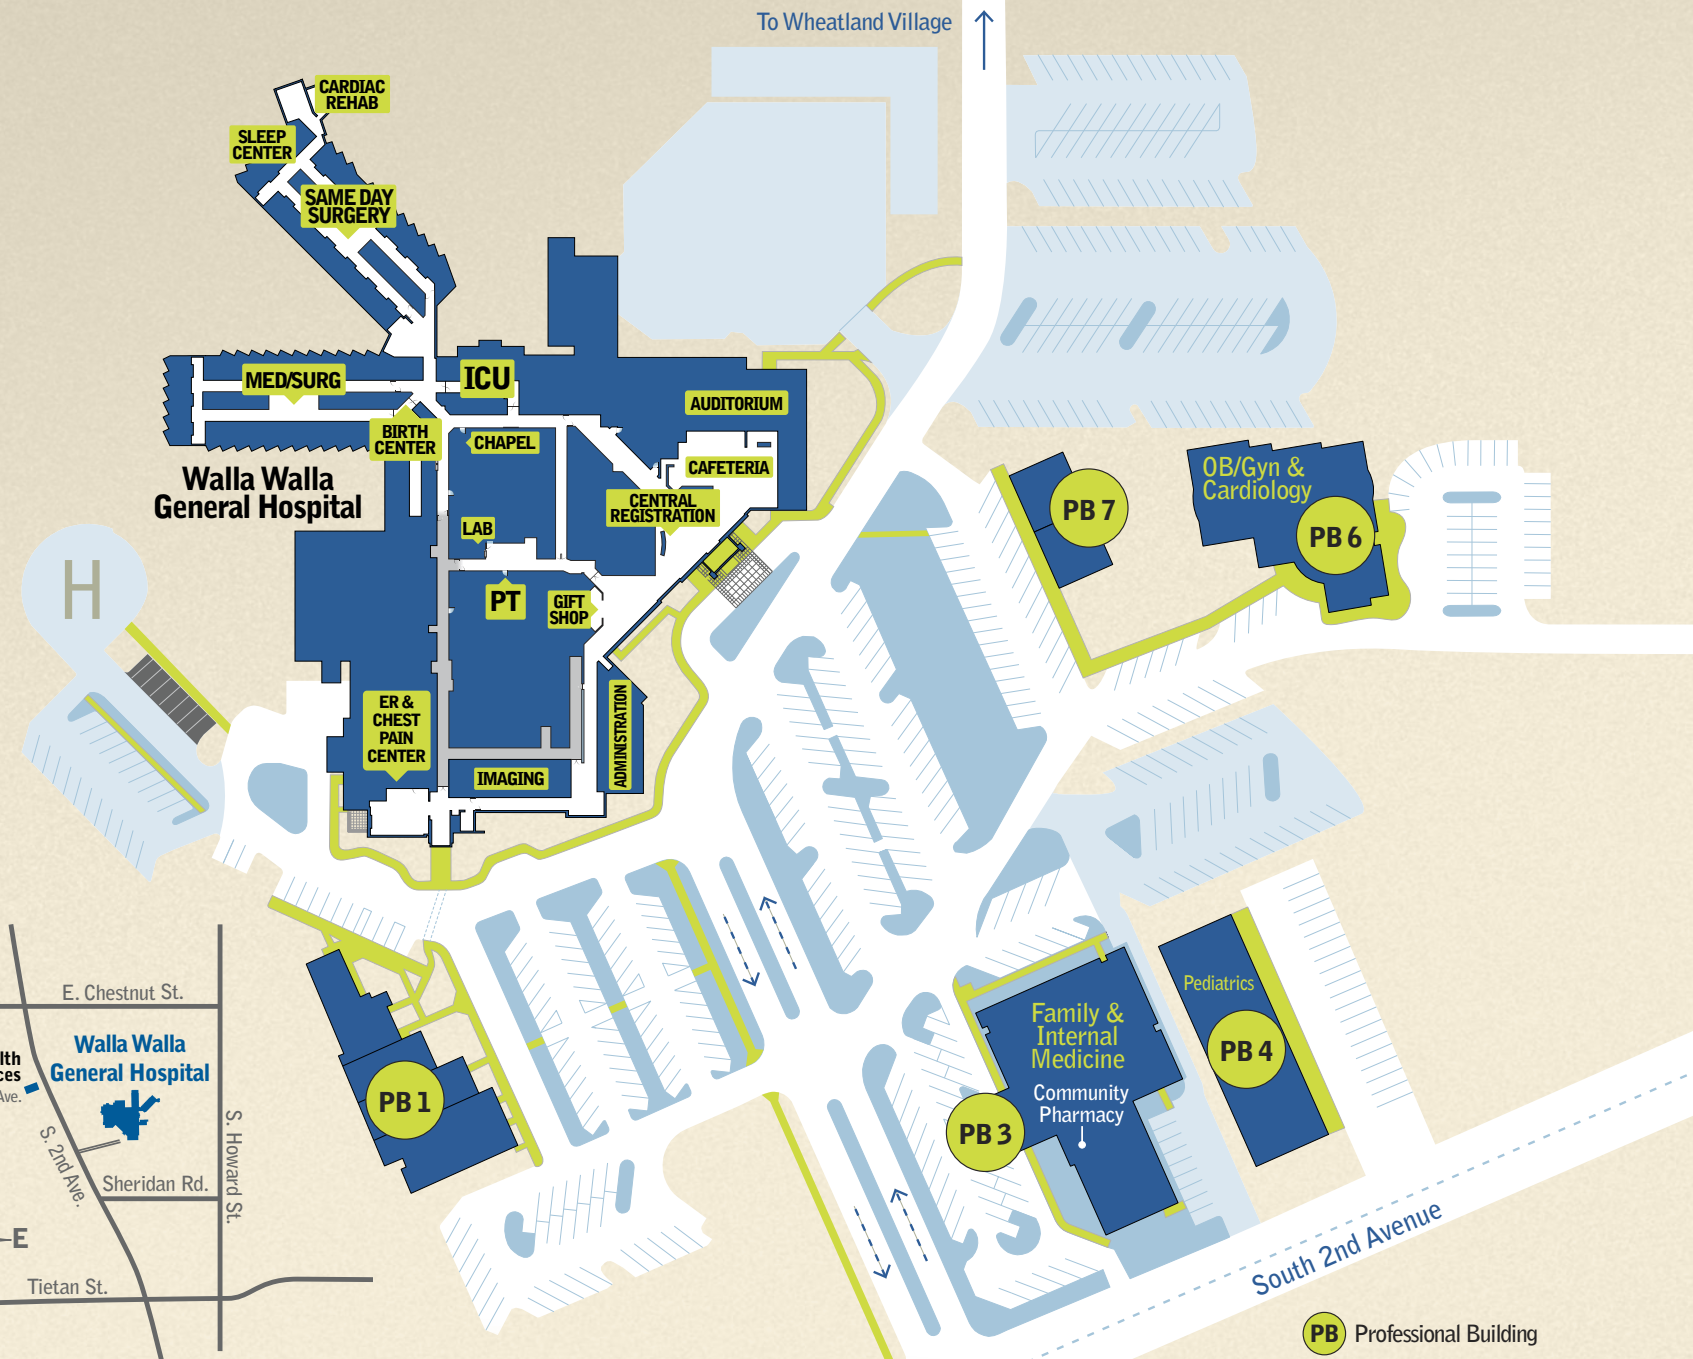 To Wheatland Village
CARDIAC
REHAB
SLEEP
CENTER
SAME DAY
SURGERY
MED/SURG
ICU
AUDITORIUM
BIRTH
CENTER
CHAPEL
CAFETERIA
Walla Walla
General Hospital
CENTRAL
REGISTRATION
LAB
PT
GIFT
SHOP
H
ER &
CHEST
PAIN
CENTER
IMAGING
ADMINISTRATION
PB 7
OB/Gyn &
Cardiology
PB 6
PB 1
Family &
Internal
Medicine
Community
Pharmacy
PB 3
Pediatrics
PB 4
South 2nd Avenue
PB Professional Building
E. Chestnut St.
Walla Walla
General Hospital
lth
ces
Ave.
S. 2nd Ave.
S. Howard St.
Sheridan Rd.
E
Tietan St.